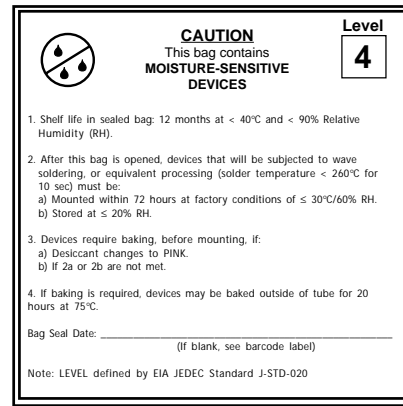 CAUTION
Level
This bag contains
4
MOISTURE-SENSITIVE
DEVICES
1. Shelf life in sealed bag: 12 months at < 40°C and < 90% Relative
Humidity (RH).
2. After this bag is opened, devices that will be subjected to wave
soldering, or equivalent processing (solder temperature < 260°C for
10 sec) must be:
a) Mounted within 72 hours at factory conditions of ≤ 30°C/60% RH.
b) Stored at ≤ 20% RH.
3. Devices require baking, before mounting, if:
a) Desiccant changes to PINK.
b) If 2a or 2b are not met.
4. If baking is required, devices may be baked outside of tube for 20
hours at 75°C.
Bag Seal Date: ______________________________
(If blank, see barcode label)
Note: LEVEL defined by EIA JEDEC Standard J-STD-020